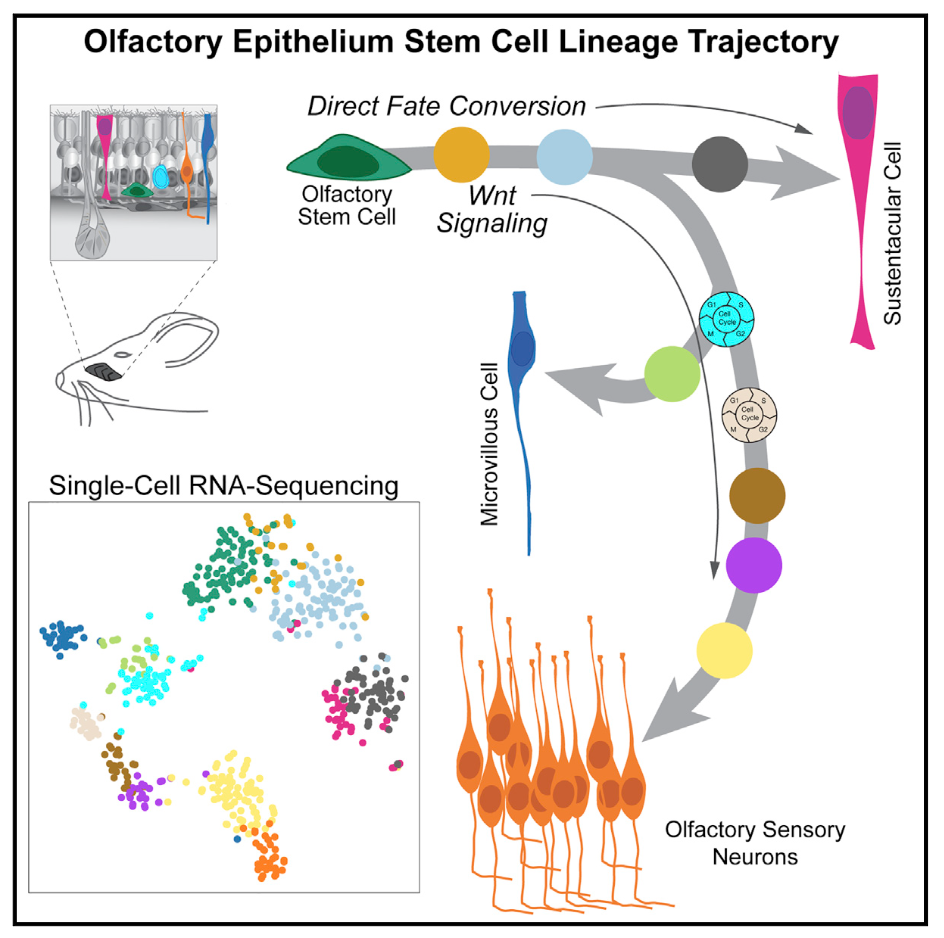 Olfactory Epithelium Stem Cell Lineage Trajectory
Direct Fate Conversion
Olfactory
Stem Cell
Wnt
Signaling
Sustentacular Cell
G1
S
Cell
Cycle
M
G2
Microvillous Cell
G1
S
Cell
Cycle
M
G2
Single-Cell RNA-Sequencing
Olfactory Sensory
Neurons